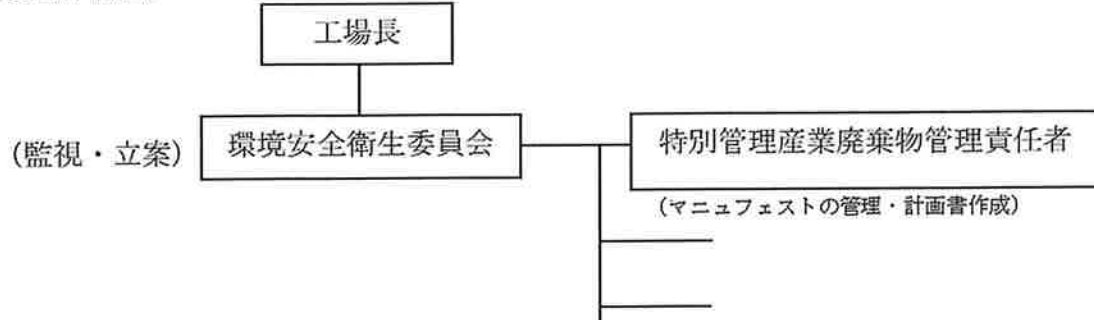 工場長
(監視・立案)
環境安全衛生委員会
特別管理産業廃棄物管理責任者
(マニュフェストの管理・計画書作成)